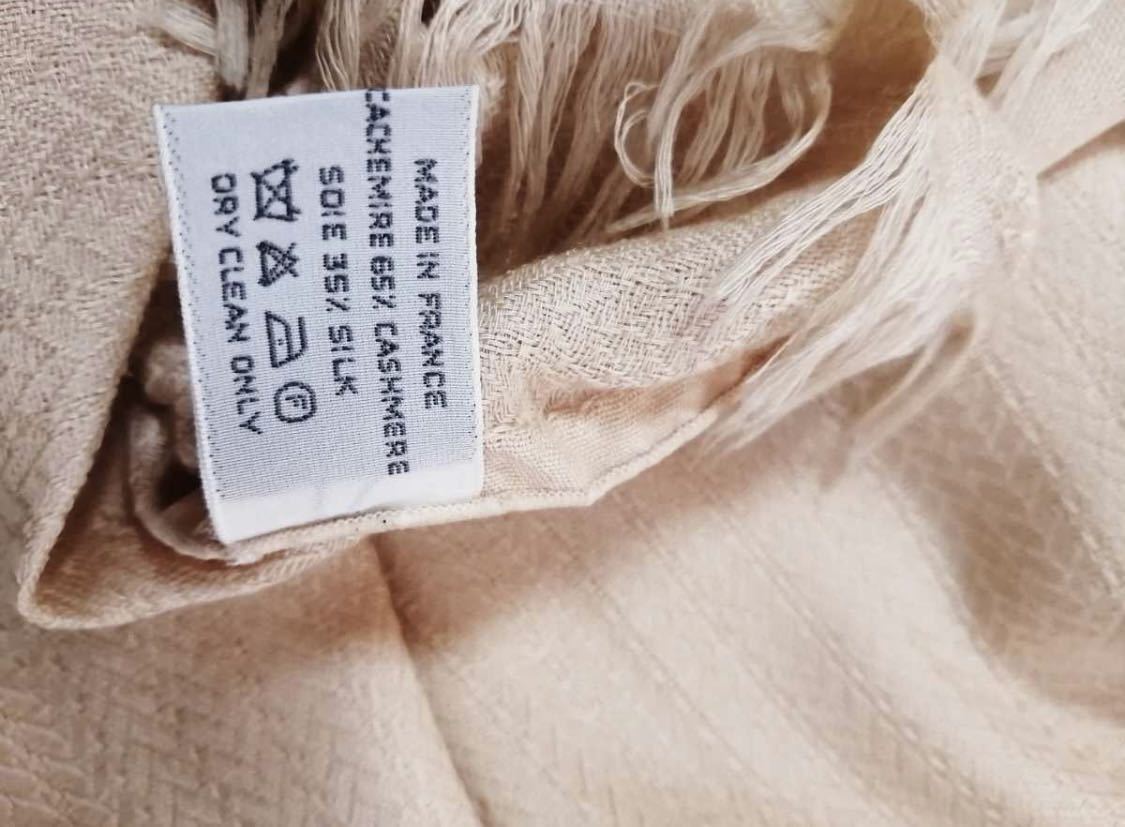 MADE IN FRANCE
CACHEMIRE 65% CASHMERE
SOIE 35% SILK
F
DRY CLEAN ONLY